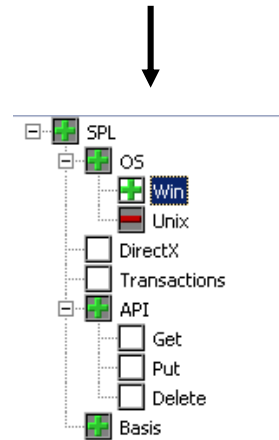 SPL
OS
Win
Unix
DirectX
Transactions
API
Get
Put
Delete
Basis